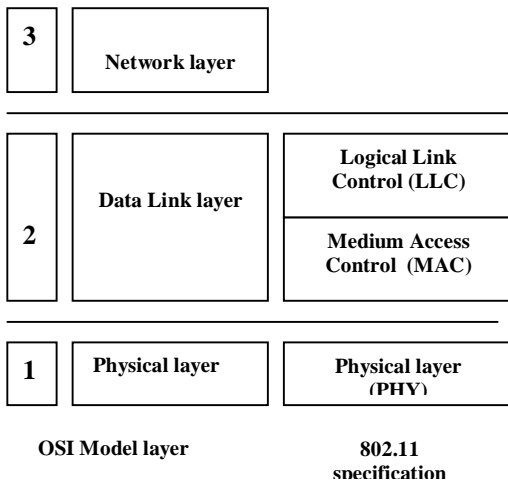 3
Network layer
2
Data Link layer
Logical Link
Control (LLC)
Medium Access
Control (MAC)
1
Physical layer
Physical layer
(PHY)
OSI Model layer
802.11
specification